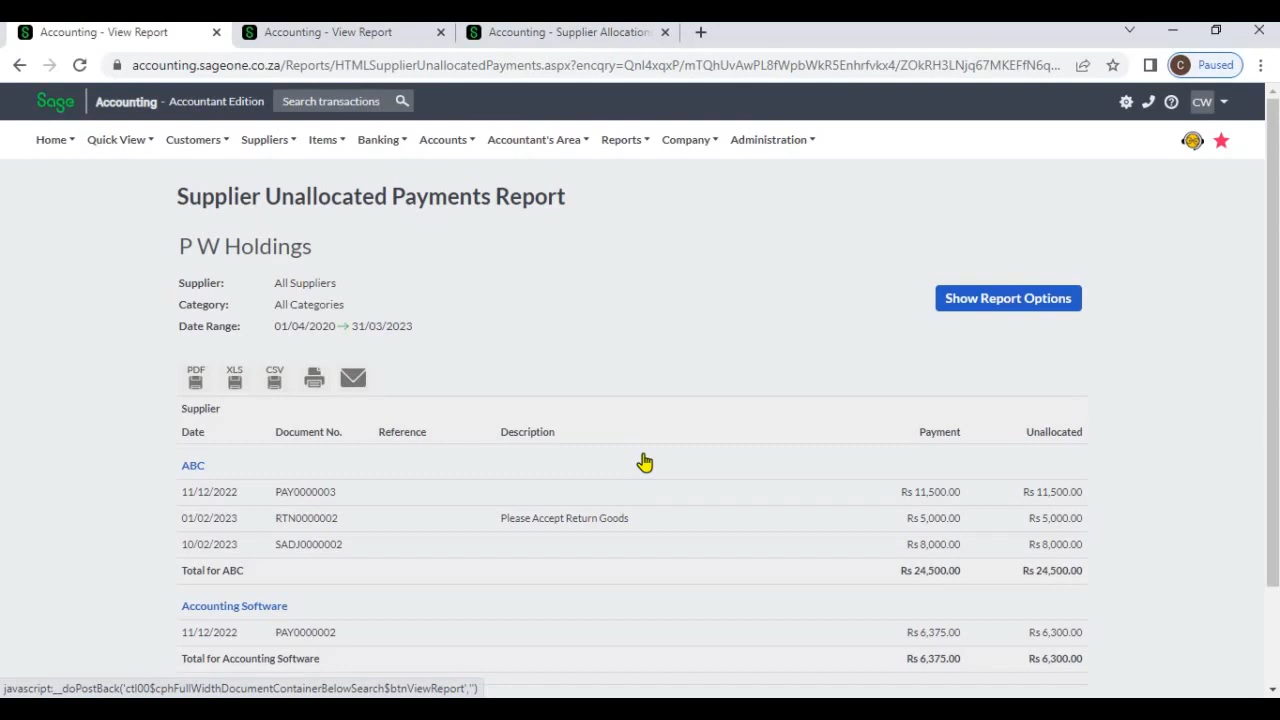 Accounting - View Report
Accounting - View Report
Accounting - Supplier Allocation
accounting.sageone.co.za/Reports/HTMLSupplierUnallocatedPayments.aspx?encqry=QnI4xqxP/mTQhUvAwPL8fWpbWkR5Enhrfvkx4/ZOkRH3LNjq67MKEFfN6q...
C Paused
Sage Accounting - Accountant Edition Search transactions CW
Home Quick View Customers Suppliers Items Banking Accounts Accountant's Area Reports Company Administration
Supplier Unallocated Payments Report
P W Holdings
Supplier: All Suppliers
Category: All Categories
Date Range: 01/04/2020 → 31/03/2023
Show Report Options
PDF XLS CSV
Supplier
Date Document No. Reference Description Payment Unallocated
ABC
11/12/2022 PAY0000003 Rs 11,500.00 Rs 11,500.00
01/02/2023 RTN0000002 Please Accept Return Goods Rs 5,000.00 Rs 5,000.00
10/02/2023 SADJ0000002 Rs 8,000.00 Rs 8,000.00
Total for ABC Rs 24,500.00 Rs 24,500.00
Accounting Software
11/12/2022 PAY0000002 Rs 6,375.00 Rs 6,300.00
Total for Accounting Software Rs 6,375.00 Rs 6,300.00
javascript:__doPostBack('ctl00$cphFullWidthDocumentContainerBelowSearch$btnViewReport','')